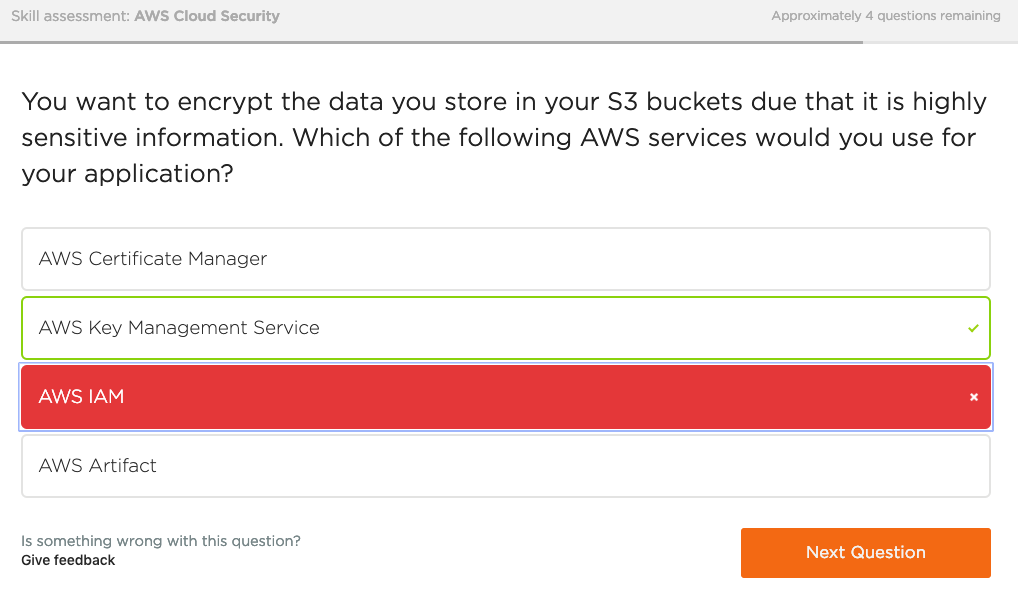 Skill assessment: AWS Cloud Security
Approximately 4 questions remaining
You want to encrypt the data you store in your S3 buckets due that it is highly
sensitive information. Which of the following AWS services would you use for
your application?
AWS Certificate Manager
AWS Key Management Service
AWS IAM
AWS Artifact
Is something wrong with this question?
Give feedback
Next Question